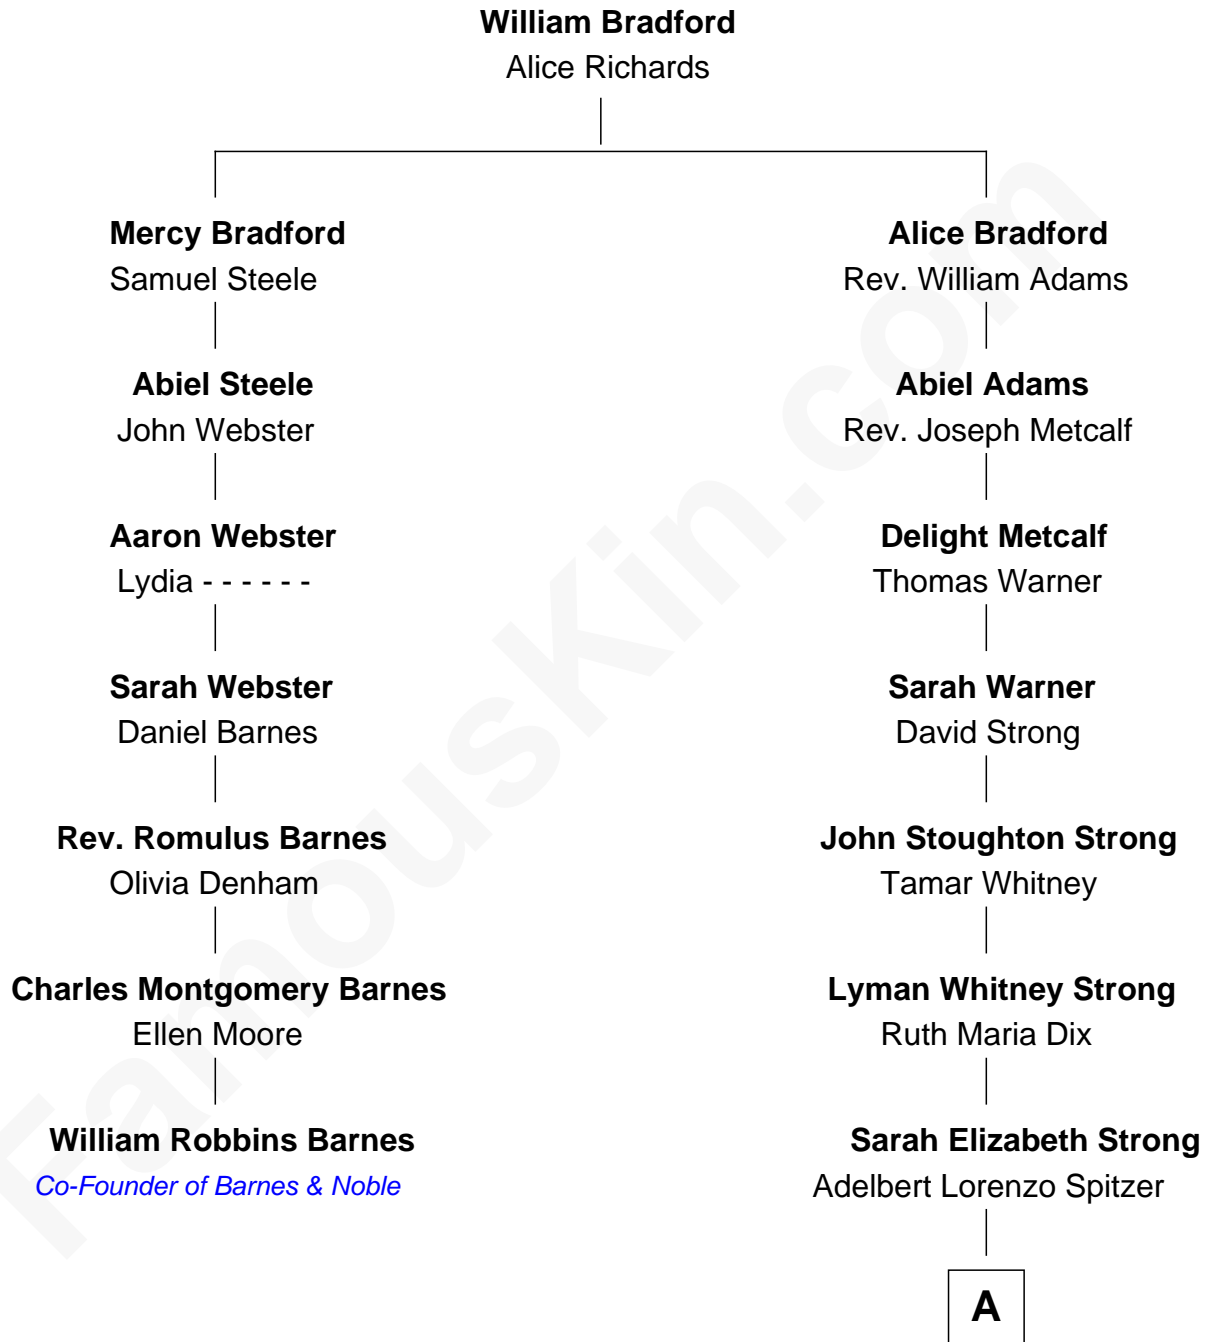 William Bradford
Alice Richards
Mercy Bradford
Samuel Steele
Alice Bradford
Rev. William Adams
Abiel Steele
John Webster
Abiel Adams
Rev. Joseph Metcalf
Aaron Webster
Lydia - - - - - -
Delight Metcalf
Thomas Warner
Sarah Webster
Daniel Barnes
Sarah Warner
David Strong
Rev. Romulus Barnes
Olivia Denham
John Stoughton Strong
Tamar Whitney
Charles Montgomery Barnes
Ellen Moore
Lyman Whitney Strong
Ruth Maria Dix
William Robbins Barnes
Co-Founder of Barnes & Noble
Sarah Elizabeth Strong
Adelbert Lorenzo Spitzer
A
FamousKin.com